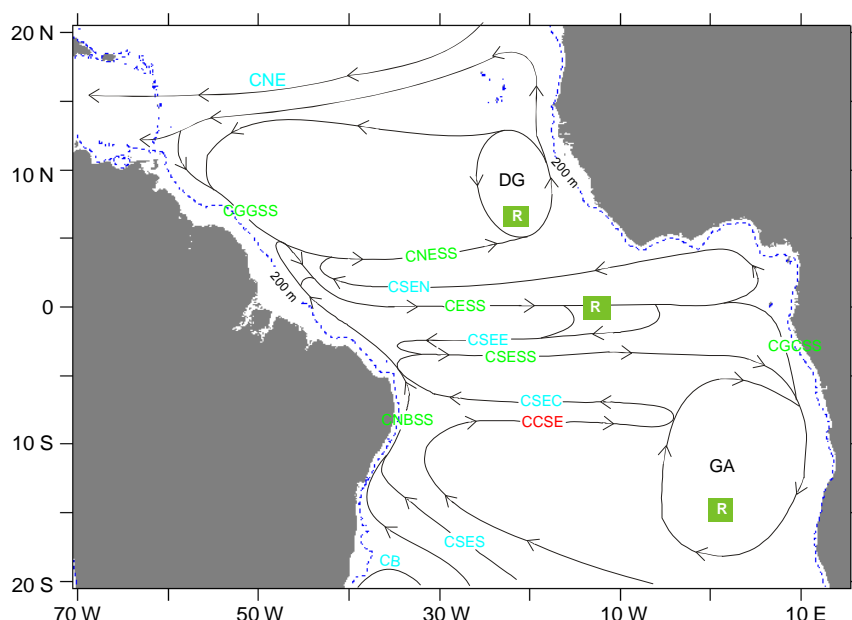 20 N
CNE
10 N
DG
200 m
R
CGGSS
CNESS
CSEN
200 m
0
CESS
R
CSEE
CSESS
CGCSS
CSEC
CNBSS
CCSE
10 S
GA
R
CSES
CB
20 S
70 W
50 W
30 W
10 W
10 E